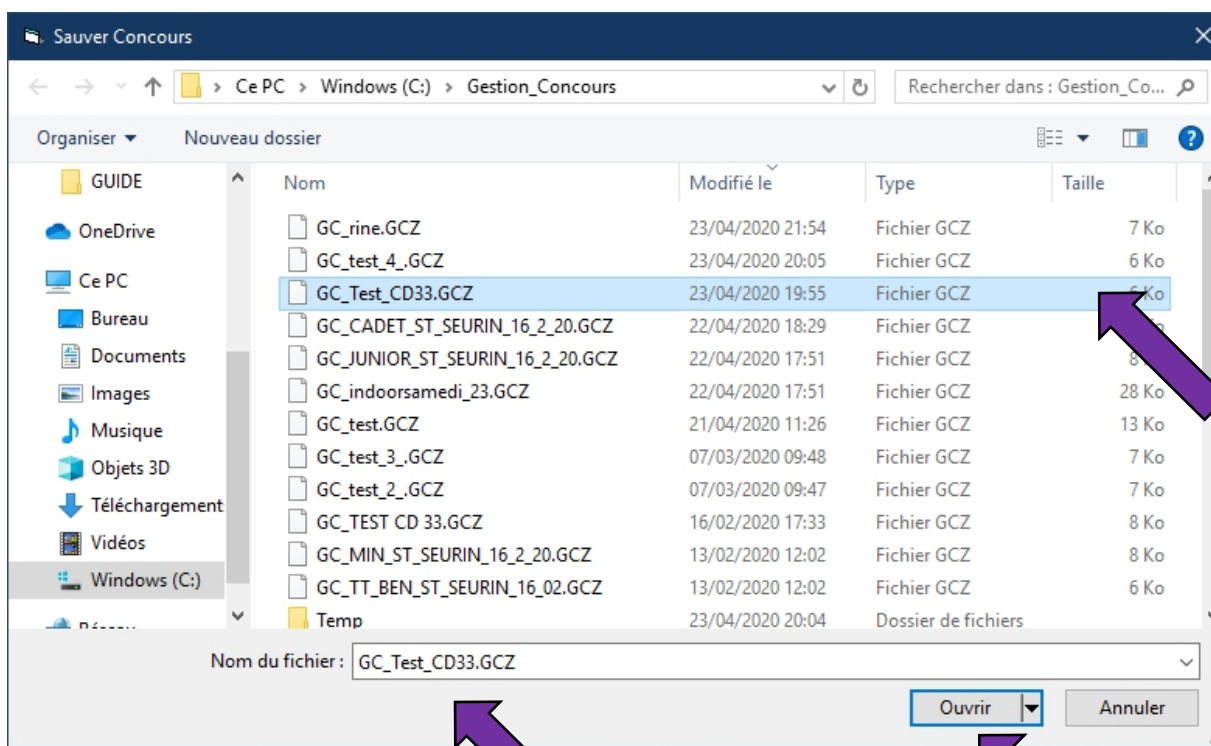 Sauver Concours
Ce PC > Windows (C:) > Gestion_Concours Rechercher dans : Gestion_Co...
Organiser Nouveau dossier
GUIDE
OneDrive
Ce PC
Bureau
Documents
Images
Musique
Objets 3D
Téléchargement
Vidéos
Windows (C:)
Nom Modifié le Type Taille
GC_rine.GCZ 23/04/2020 21:54 Fichier GCZ 7 Ko
GC_test_4_.GCZ 23/04/2020 20:05 Fichier GCZ 6 Ko
GC_Test_CD33.GCZ 23/04/2020 19:55 Fichier GCZ 6 Ko
GC_CADET_ST_SEURIN_16_2_20.GCZ 22/04/2020 18:29 Fichier GCZ
GC_JUNIOR_ST_SEURIN_16_2_20.GCZ 22/04/2020 17:51 Fichier GCZ 8
GC_indoorsamedi_23.GCZ 22/04/2020 17:51 Fichier GCZ 28 Ko
GC_test.GCZ 21/04/2020 11:26 Fichier GCZ 13 Ko
GC_test_3_.GCZ 07/03/2020 09:48 Fichier GCZ 7 Ko
GC_test_2_.GCZ 07/03/2020 09:47 Fichier GCZ 7 Ko
GC_TEST CD 33.GCZ 16/02/2020 17:33 Fichier GCZ 8 Ko
GC_MIN_ST_SEURIN_16_2_20.GCZ 13/02/2020 12:02 Fichier GCZ 8 Ko
GC_TT_BEN_ST_SEURIN_16_02.GCZ 13/02/2020 12:02 Fichier GCZ 6 Ko
Temp 23/04/2020 20:04 Dossier de fichiers
Nom du fichier : GC_Test_CD33.GCZ
Ouvrir Annuler